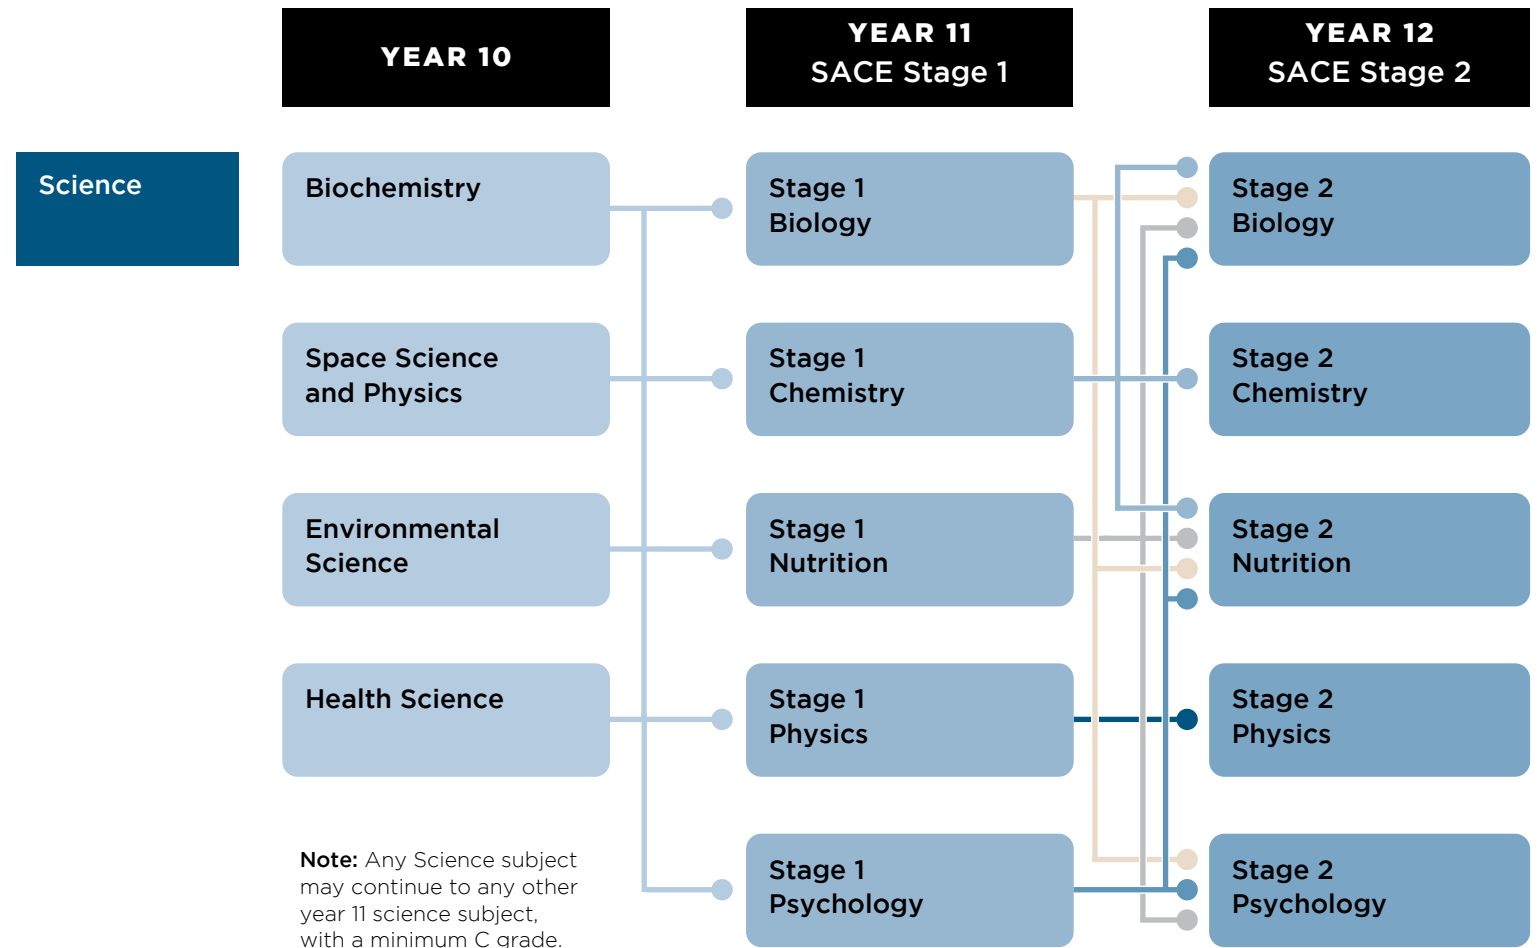 YEAR 10
YEAR 11
SACE Stage 1
YEAR 12
SACE Stage 2
Science
Biochemistry
Stage 1
Biology
Stage 2
Biology
Space Science
and Physics
Stage 1
Chemistry
Stage 2
Chemistry
Environmental
Science
Stage 1
Nutrition
Stage 2
Nutrition
Health Science
Stage 1
Physics
Stage 2
Physics
Note: Any Science subject
may continue to any other
year 11 science subject,
with a minimum C grade.
Stage 1
Psychology
Stage 2
Psychology